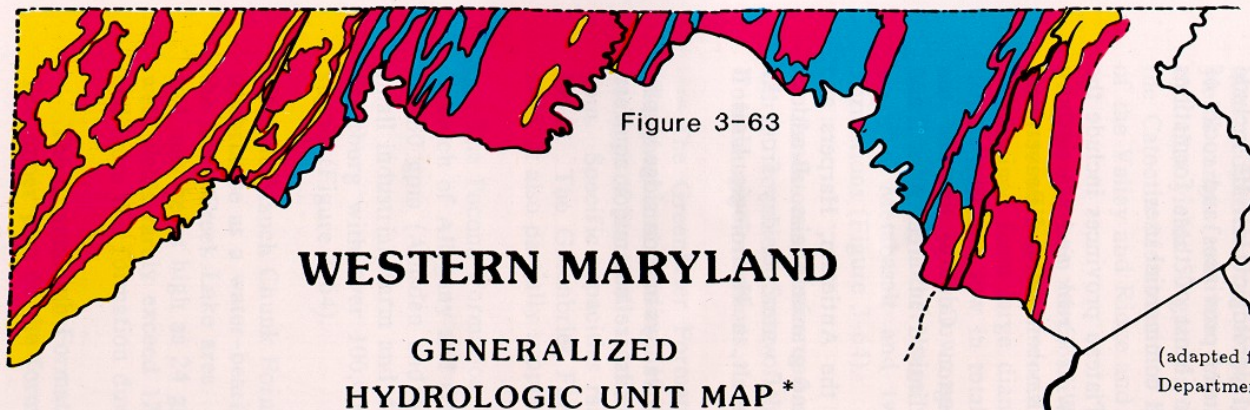 Figure 3-63
WESTERN MARYLAND
GENERALIZED
HYDROLOGIC UNIT MAP*
(adapted f
Departmen